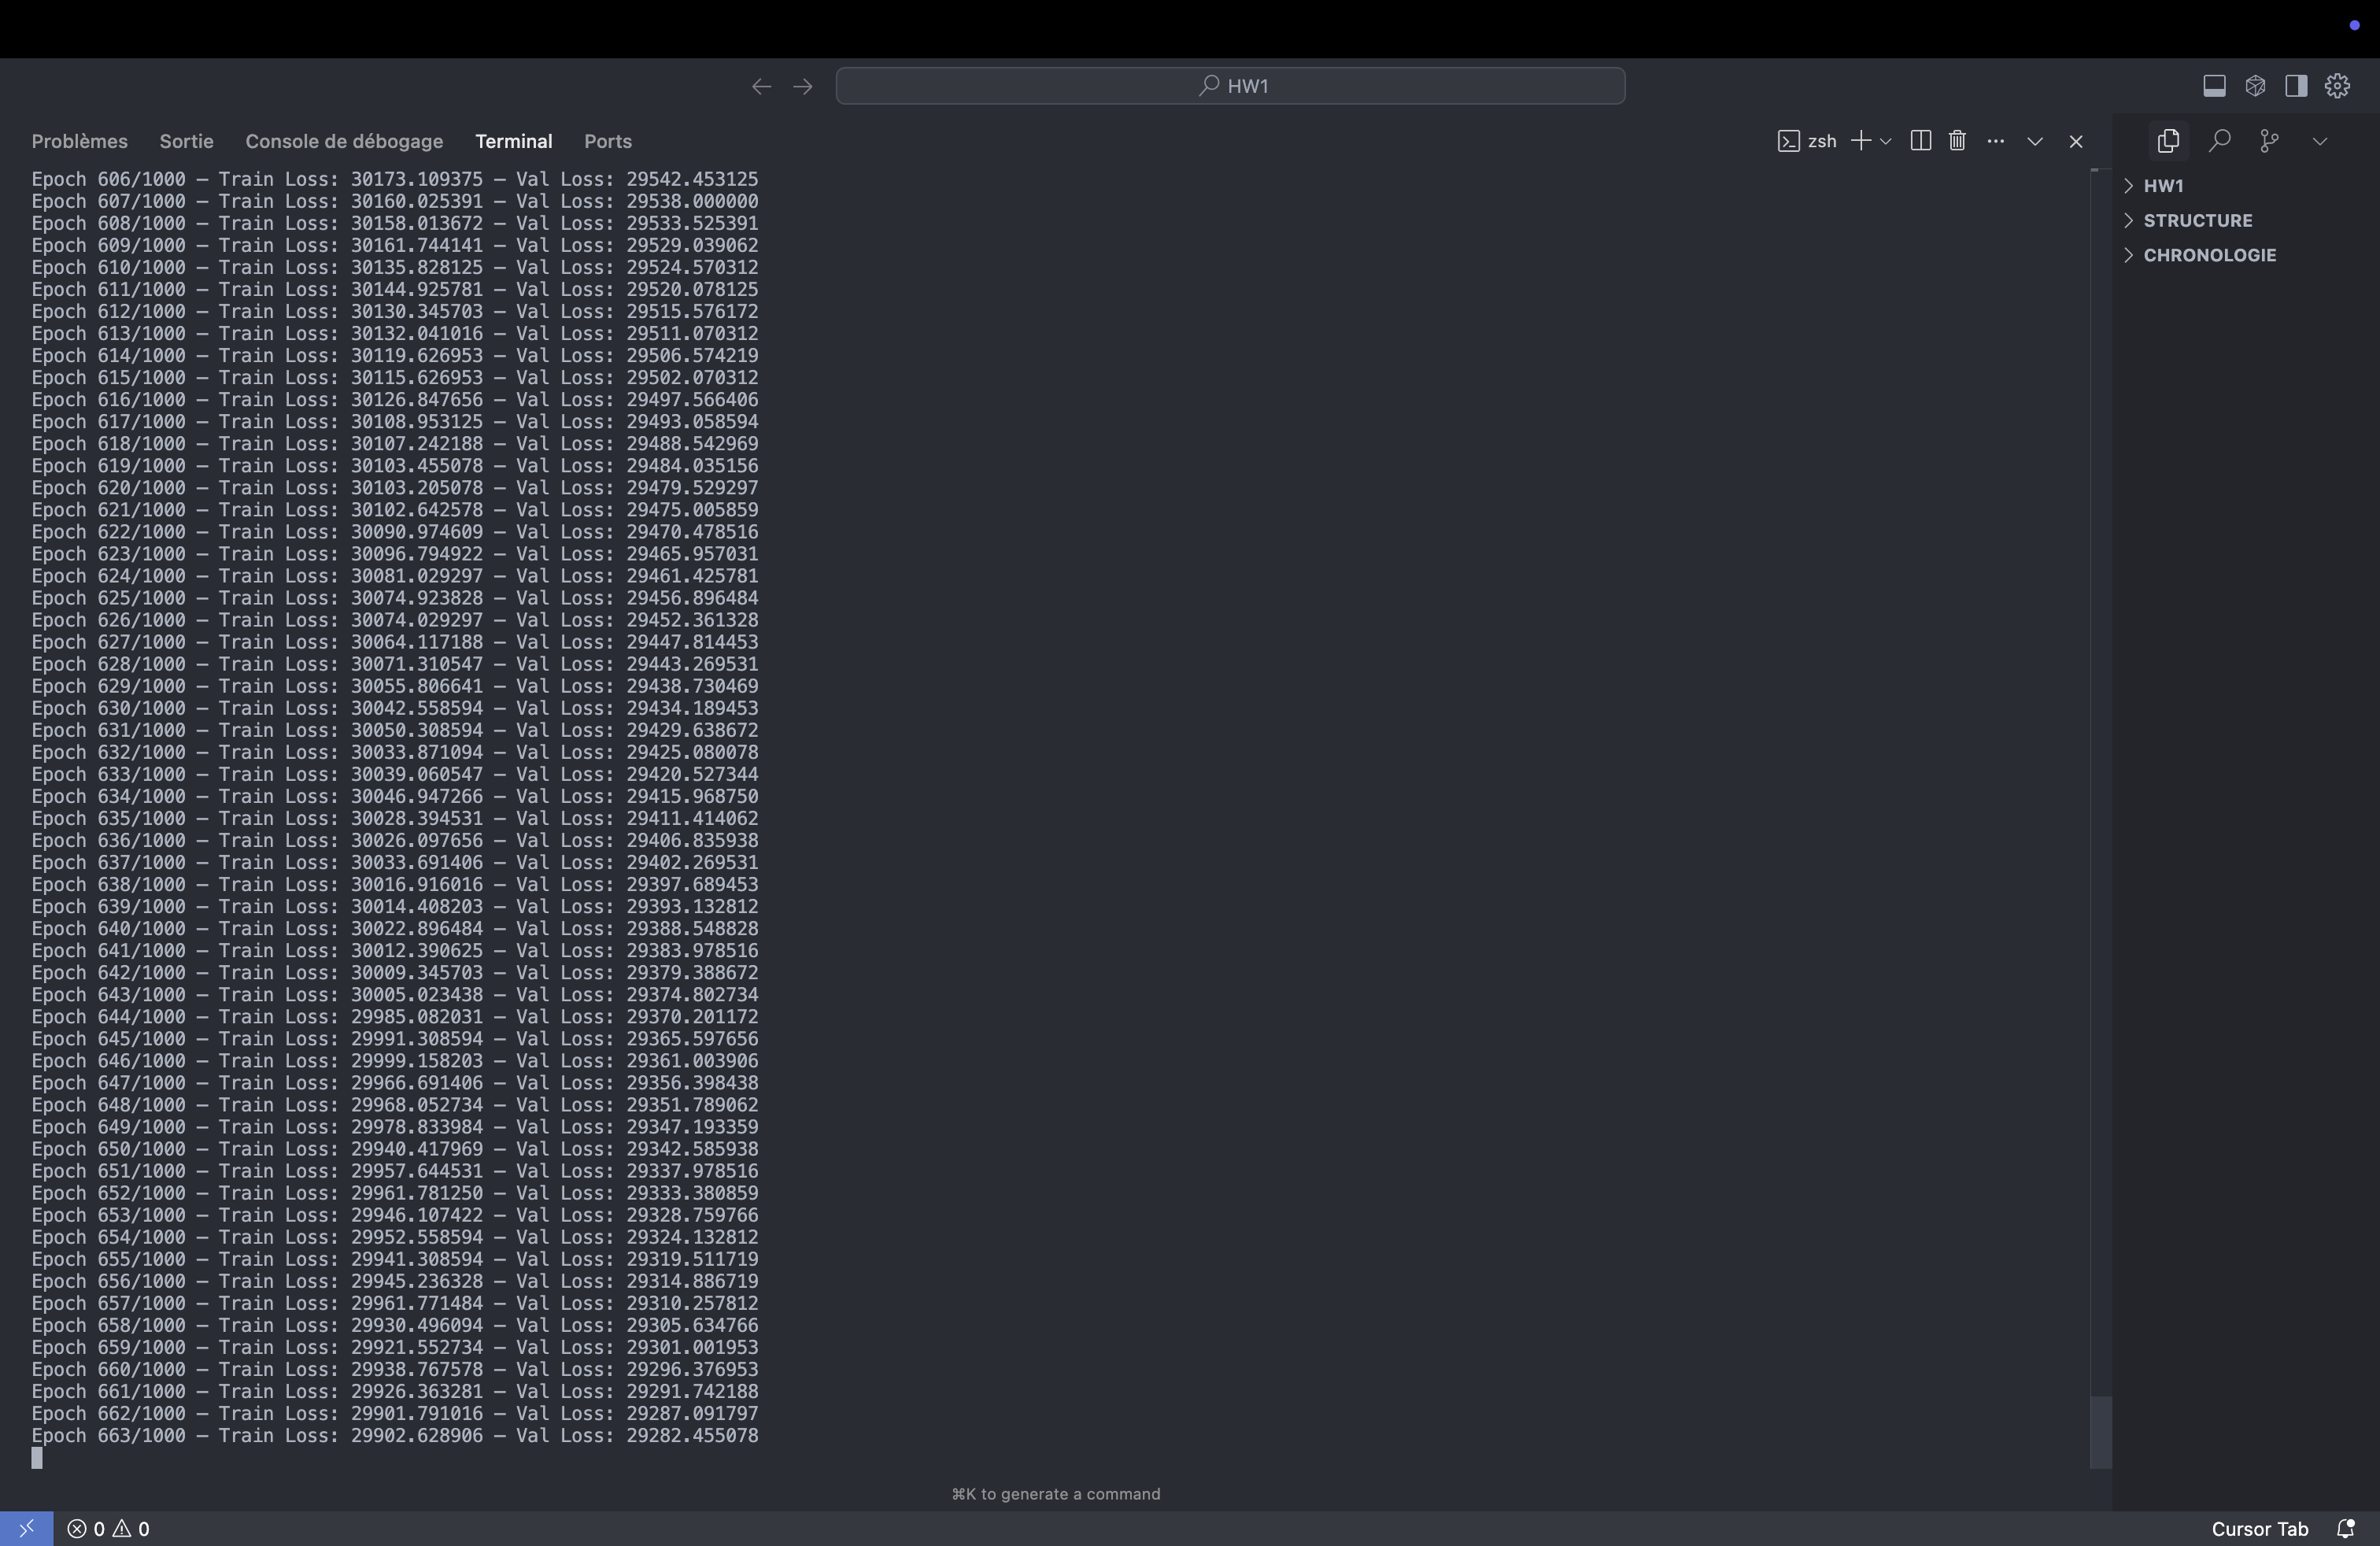 HW1
Problèmes Sortie Console de débogage Terminal Ports
zsh
HW1
STRUCTURE
CHRONOLOGIE
Epoch 606/1000 – Train Loss: 30173.109375 – Val Loss: 29542.453125
Epoch 607/1000 – Train Loss: 30160.025391 – Val Loss: 29538.000000
Epoch 608/1000 – Train Loss: 30158.013672 – Val Loss: 29533.525391
Epoch 609/1000 – Train Loss: 30161.744141 – Val Loss: 29529.039062
Epoch 610/1000 – Train Loss: 30135.828125 – Val Loss: 29524.570312
Epoch 611/1000 – Train Loss: 30144.925781 – Val Loss: 29520.078125
Epoch 612/1000 – Train Loss: 30130.345703 – Val Loss: 29515.576172
Epoch 613/1000 – Train Loss: 30132.041016 – Val Loss: 29511.070312
Epoch 614/1000 – Train Loss: 30119.626953 – Val Loss: 29506.574219
Epoch 615/1000 – Train Loss: 30115.626953 – Val Loss: 29502.070312
Epoch 616/1000 – Train Loss: 30126.847656 – Val Loss: 29497.566406
Epoch 617/1000 – Train Loss: 30108.953125 – Val Loss: 29493.058594
Epoch 618/1000 – Train Loss: 30107.242188 – Val Loss: 29488.542969
Epoch 619/1000 – Train Loss: 30103.455078 – Val Loss: 29484.035156
Epoch 620/1000 – Train Loss: 30103.205078 – Val Loss: 29479.529297
Epoch 621/1000 – Train Loss: 30102.642578 – Val Loss: 29475.005859
Epoch 622/1000 – Train Loss: 30090.974609 – Val Loss: 29470.478516
Epoch 623/1000 – Train Loss: 30096.794922 – Val Loss: 29465.957031
Epoch 624/1000 – Train Loss: 30081.029297 – Val Loss: 29461.425781
Epoch 625/1000 – Train Loss: 30074.923828 – Val Loss: 29456.896484
Epoch 626/1000 – Train Loss: 30074.029297 – Val Loss: 29452.361328
Epoch 627/1000 – Train Loss: 30064.117188 – Val Loss: 29447.814453
Epoch 628/1000 – Train Loss: 30071.310547 – Val Loss: 29443.269531
Epoch 629/1000 – Train Loss: 30055.806641 – Val Loss: 29438.730469
Epoch 630/1000 – Train Loss: 30042.558594 – Val Loss: 29434.189453
Epoch 631/1000 – Train Loss: 30050.308594 – Val Loss: 29429.638672
Epoch 632/1000 – Train Loss: 30033.871094 – Val Loss: 29425.080078
Epoch 633/1000 – Train Loss: 30039.060547 – Val Loss: 29420.527344
Epoch 634/1000 – Train Loss: 30046.947266 – Val Loss: 29415.968750
Epoch 635/1000 – Train Loss: 30028.394531 – Val Loss: 29411.414062
Epoch 636/1000 – Train Loss: 30026.097656 – Val Loss: 29406.835938
Epoch 637/1000 – Train Loss: 30033.691406 – Val Loss: 29402.269531
Epoch 638/1000 – Train Loss: 30016.916016 – Val Loss: 29397.689453
Epoch 639/1000 – Train Loss: 30014.408203 – Val Loss: 29393.132812
Epoch 640/1000 – Train Loss: 30022.896484 – Val Loss: 29388.548828
Epoch 641/1000 – Train Loss: 30012.390625 – Val Loss: 29383.978516
Epoch 642/1000 – Train Loss: 30009.345703 – Val Loss: 29379.388672
Epoch 643/1000 – Train Loss: 30005.023438 – Val Loss: 29374.802734
Epoch 644/1000 – Train Loss: 29985.082031 – Val Loss: 29370.201172
Epoch 645/1000 – Train Loss: 29991.308594 – Val Loss: 29365.597656
Epoch 646/1000 – Train Loss: 29999.158203 – Val Loss: 29361.003906
Epoch 647/1000 – Train Loss: 29966.691406 – Val Loss: 29356.398438
Epoch 648/1000 – Train Loss: 29968.052734 – Val Loss: 29351.789062
Epoch 649/1000 – Train Loss: 29978.833984 – Val Loss: 29347.193359
Epoch 650/1000 – Train Loss: 29940.417969 – Val Loss: 29342.585938
Epoch 651/1000 – Train Loss: 29957.644531 – Val Loss: 29337.978516
Epoch 652/1000 – Train Loss: 29961.781250 – Val Loss: 29333.380859
Epoch 653/1000 – Train Loss: 29946.107422 – Val Loss: 29328.759766
Epoch 654/1000 – Train Loss: 29952.558594 – Val Loss: 29324.132812
Epoch 655/1000 – Train Loss: 29941.308594 – Val Loss: 29319.511719
Epoch 656/1000 – Train Loss: 29945.236328 – Val Loss: 29314.886719
Epoch 657/1000 – Train Loss: 29961.771484 – Val Loss: 29310.257812
Epoch 658/1000 – Train Loss: 29930.496094 – Val Loss: 29305.634766
Epoch 659/1000 – Train Loss: 29921.552734 – Val Loss: 29301.001953
Epoch 660/1000 – Train Loss: 29938.767578 – Val Loss: 29296.376953
Epoch 661/1000 – Train Loss: 29926.363281 – Val Loss: 29291.742188
Epoch 662/1000 – Train Loss: 29901.791016 – Val Loss: 29287.091797
Epoch 663/1000 – Train Loss: 29902.628906 – Val Loss: 29282.455078
⌘K to generate a command
0 0
Cursor Tab